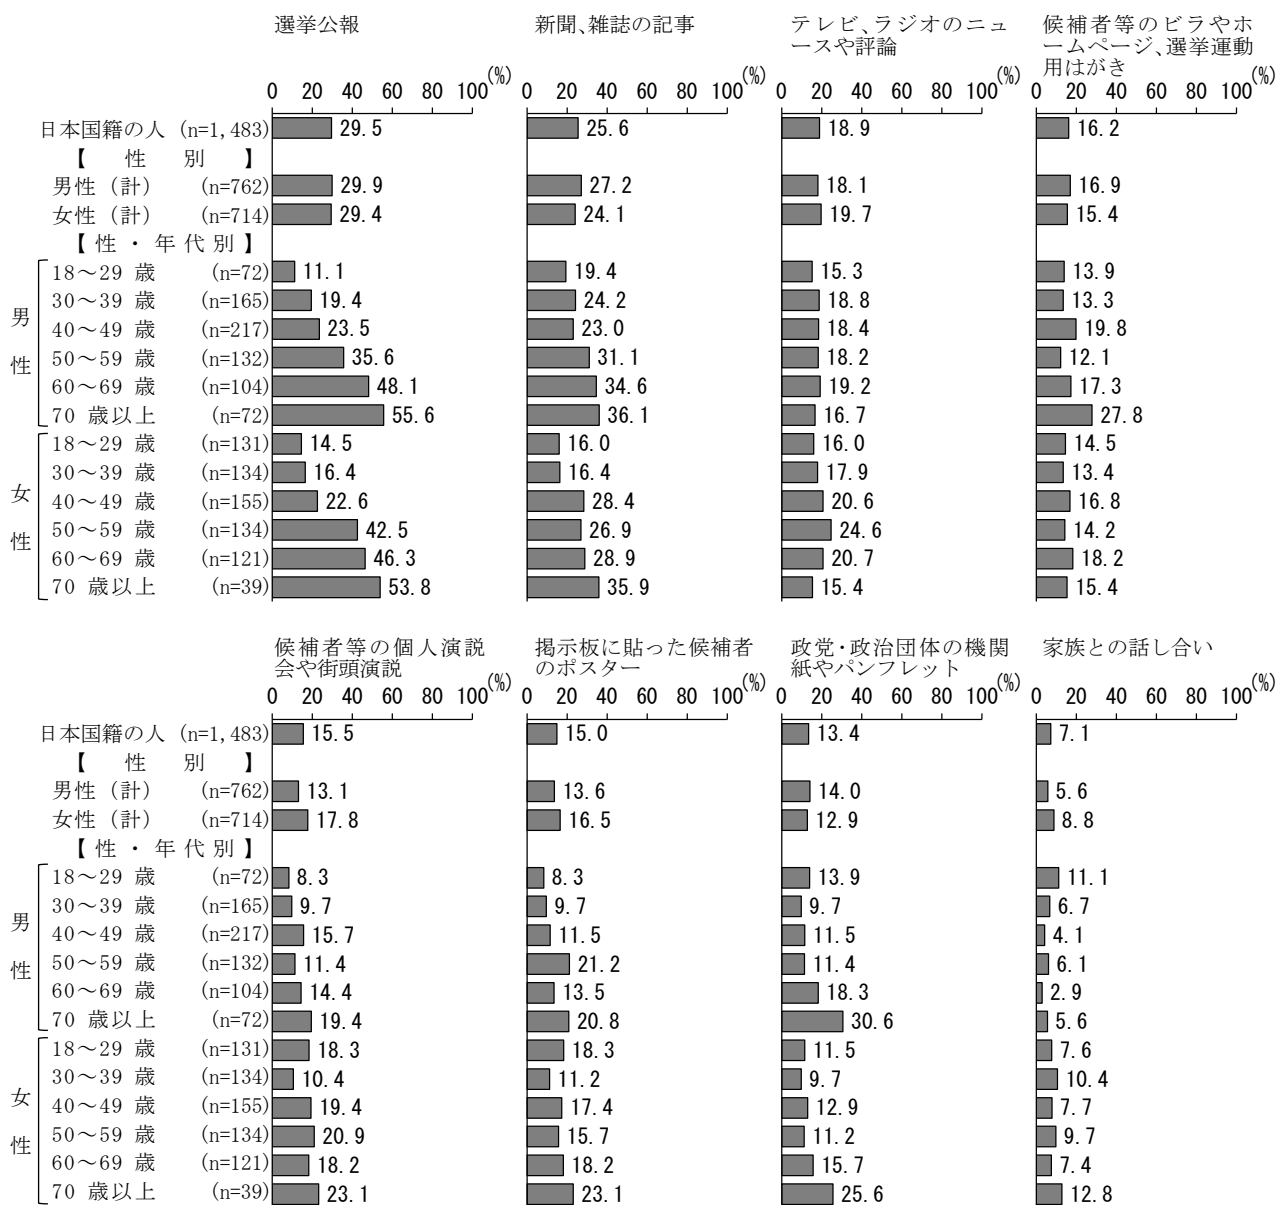 選挙公報 新聞、雑誌の記事 テレビ、ラジオのニュ 候補者等のビラやホ
ースや評論 ームページ、選挙運動
用はがき
(%) (%) (%) (%)
0 20 40 60 80 100 0 20 40 60 80 100 0 20 40 60 80 100 0 20 40 60 80 100
日本国籍の人 (n=1,483) 29.5 25.6 18.9 16.2
【 性 別 】
男性（計） (n=762) 29.9 27.2 18.1 16.9
女性（計） (n=714) 29.4 24.1 19.7 15.4
【 性 ・ 年 代 別 】
男性
18～29 歳 (n=72) 11.1 19.4 15.3 13.9
30～39 歳 (n=165) 19.4 24.2 18.8 13.3
40～49 歳 (n=217) 23.5 23.0 18.4 19.8
50～59 歳 (n=132) 35.6 31.1 18.2 12.1
60～69 歳 (n=104) 48.1 34.6 19.2 17.3
70 歳以上 (n=72) 55.6 36.1 16.7 27.8
女性
18～29 歳 (n=131) 14.5 16.0 16.0 14.5
30～39 歳 (n=134) 16.4 16.4 17.9 13.4
40～49 歳 (n=155) 22.6 28.4 20.6 16.8
50～59 歳 (n=134) 42.5 26.9 24.6 14.2
60～69 歳 (n=121) 46.3 28.9 20.7 18.2
70 歳以上 (n=39) 53.8 35.9 15.4 15.4
候補者等の個人演説 掲示板に貼った候補者 政党・政治団体の機関 家族との話し合い
会や街頭演説 のポスター 紙やパンフレット
(%) (%) (%) (%)
0 20 40 60 80 100 0 20 40 60 80 100 0 20 40 60 80 100 0 20 40 60 80 100
日本国籍の人 (n=1,483) 15.5 15.0 13.4 7.1
【 性 別 】
男性（計） (n=762) 13.1 13.6 14.0 5.6
女性（計） (n=714) 17.8 16.5 12.9 8.8
【 性 ・ 年 代 別 】
男性
18～29 歳 (n=72) 8.3 8.3 13.9 11.1
30～39 歳 (n=165) 9.7 9.7 9.7 6.7
40～49 歳 (n=217) 15.7 11.5 11.5 4.1
50～59 歳 (n=132) 11.4 21.2 11.4 6.1
60～69 歳 (n=104) 14.4 13.5 18.3 2.9
70 歳以上 (n=72) 19.4 20.8 30.6 5.6
女性
18～29 歳 (n=131) 18.3 18.3 11.5 7.6
30～39 歳 (n=134) 10.4 11.2 9.7 10.4
40～49 歳 (n=155) 19.4 17.4 12.9 7.7
50～59 歳 (n=134) 20.9 15.7 11.2 9.7
60～69 歳 (n=121) 18.2 18.2 15.7 7.4
70 歳以上 (n=39) 23.1 23.1 25.6 12.8